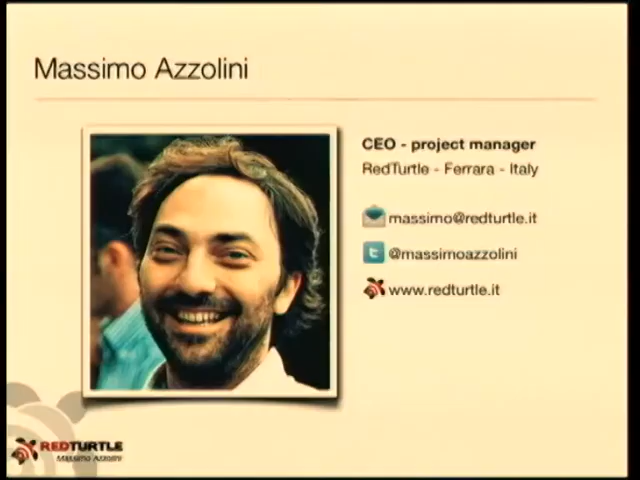 Massimo Azzolini
CEO - project manager
RedTurtle - Ferrara - Italy
massimo@redturtle.it
@massimoazzolini
www.redturtle.it
REDTURTLE
Massimo Azzolini